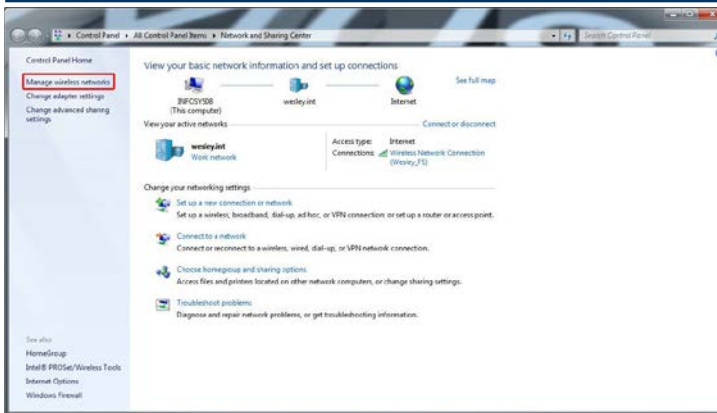 Control Panel ▸ All Control Panel Items ▸ Network and Sharing Center
Search Control Panel
Control Panel Home
Manage wireless networks
Change adapter settings
Change advanced sharing
settings
View your basic network information and set up connections
See full map
INFOSYS08
(This computer)
wesley.int
Internet
View your active networks
Connect or disconnect
wesley.int
Work network
Access type: Internet
Connections: Wireless Network Connection
(Wesley_FS)
Change your networking settings
Set up a new connection or network
Set up a wireless, broadband, dial-up, ad hoc, or VPN connection; or set up a router or access point.
Connect to a network
Connect or reconnect to a wireless, wired, dial-up, or VPN network connection.
Choose homegroup and sharing options
Access files and printers located on other network computers, or change sharing settings.
Troubleshoot problems
Diagnose and repair network problems, or get troubleshooting information.
See also
HomeGroup
Intel® PROSet/Wireless Tools
Internet Options
Windows Firewall